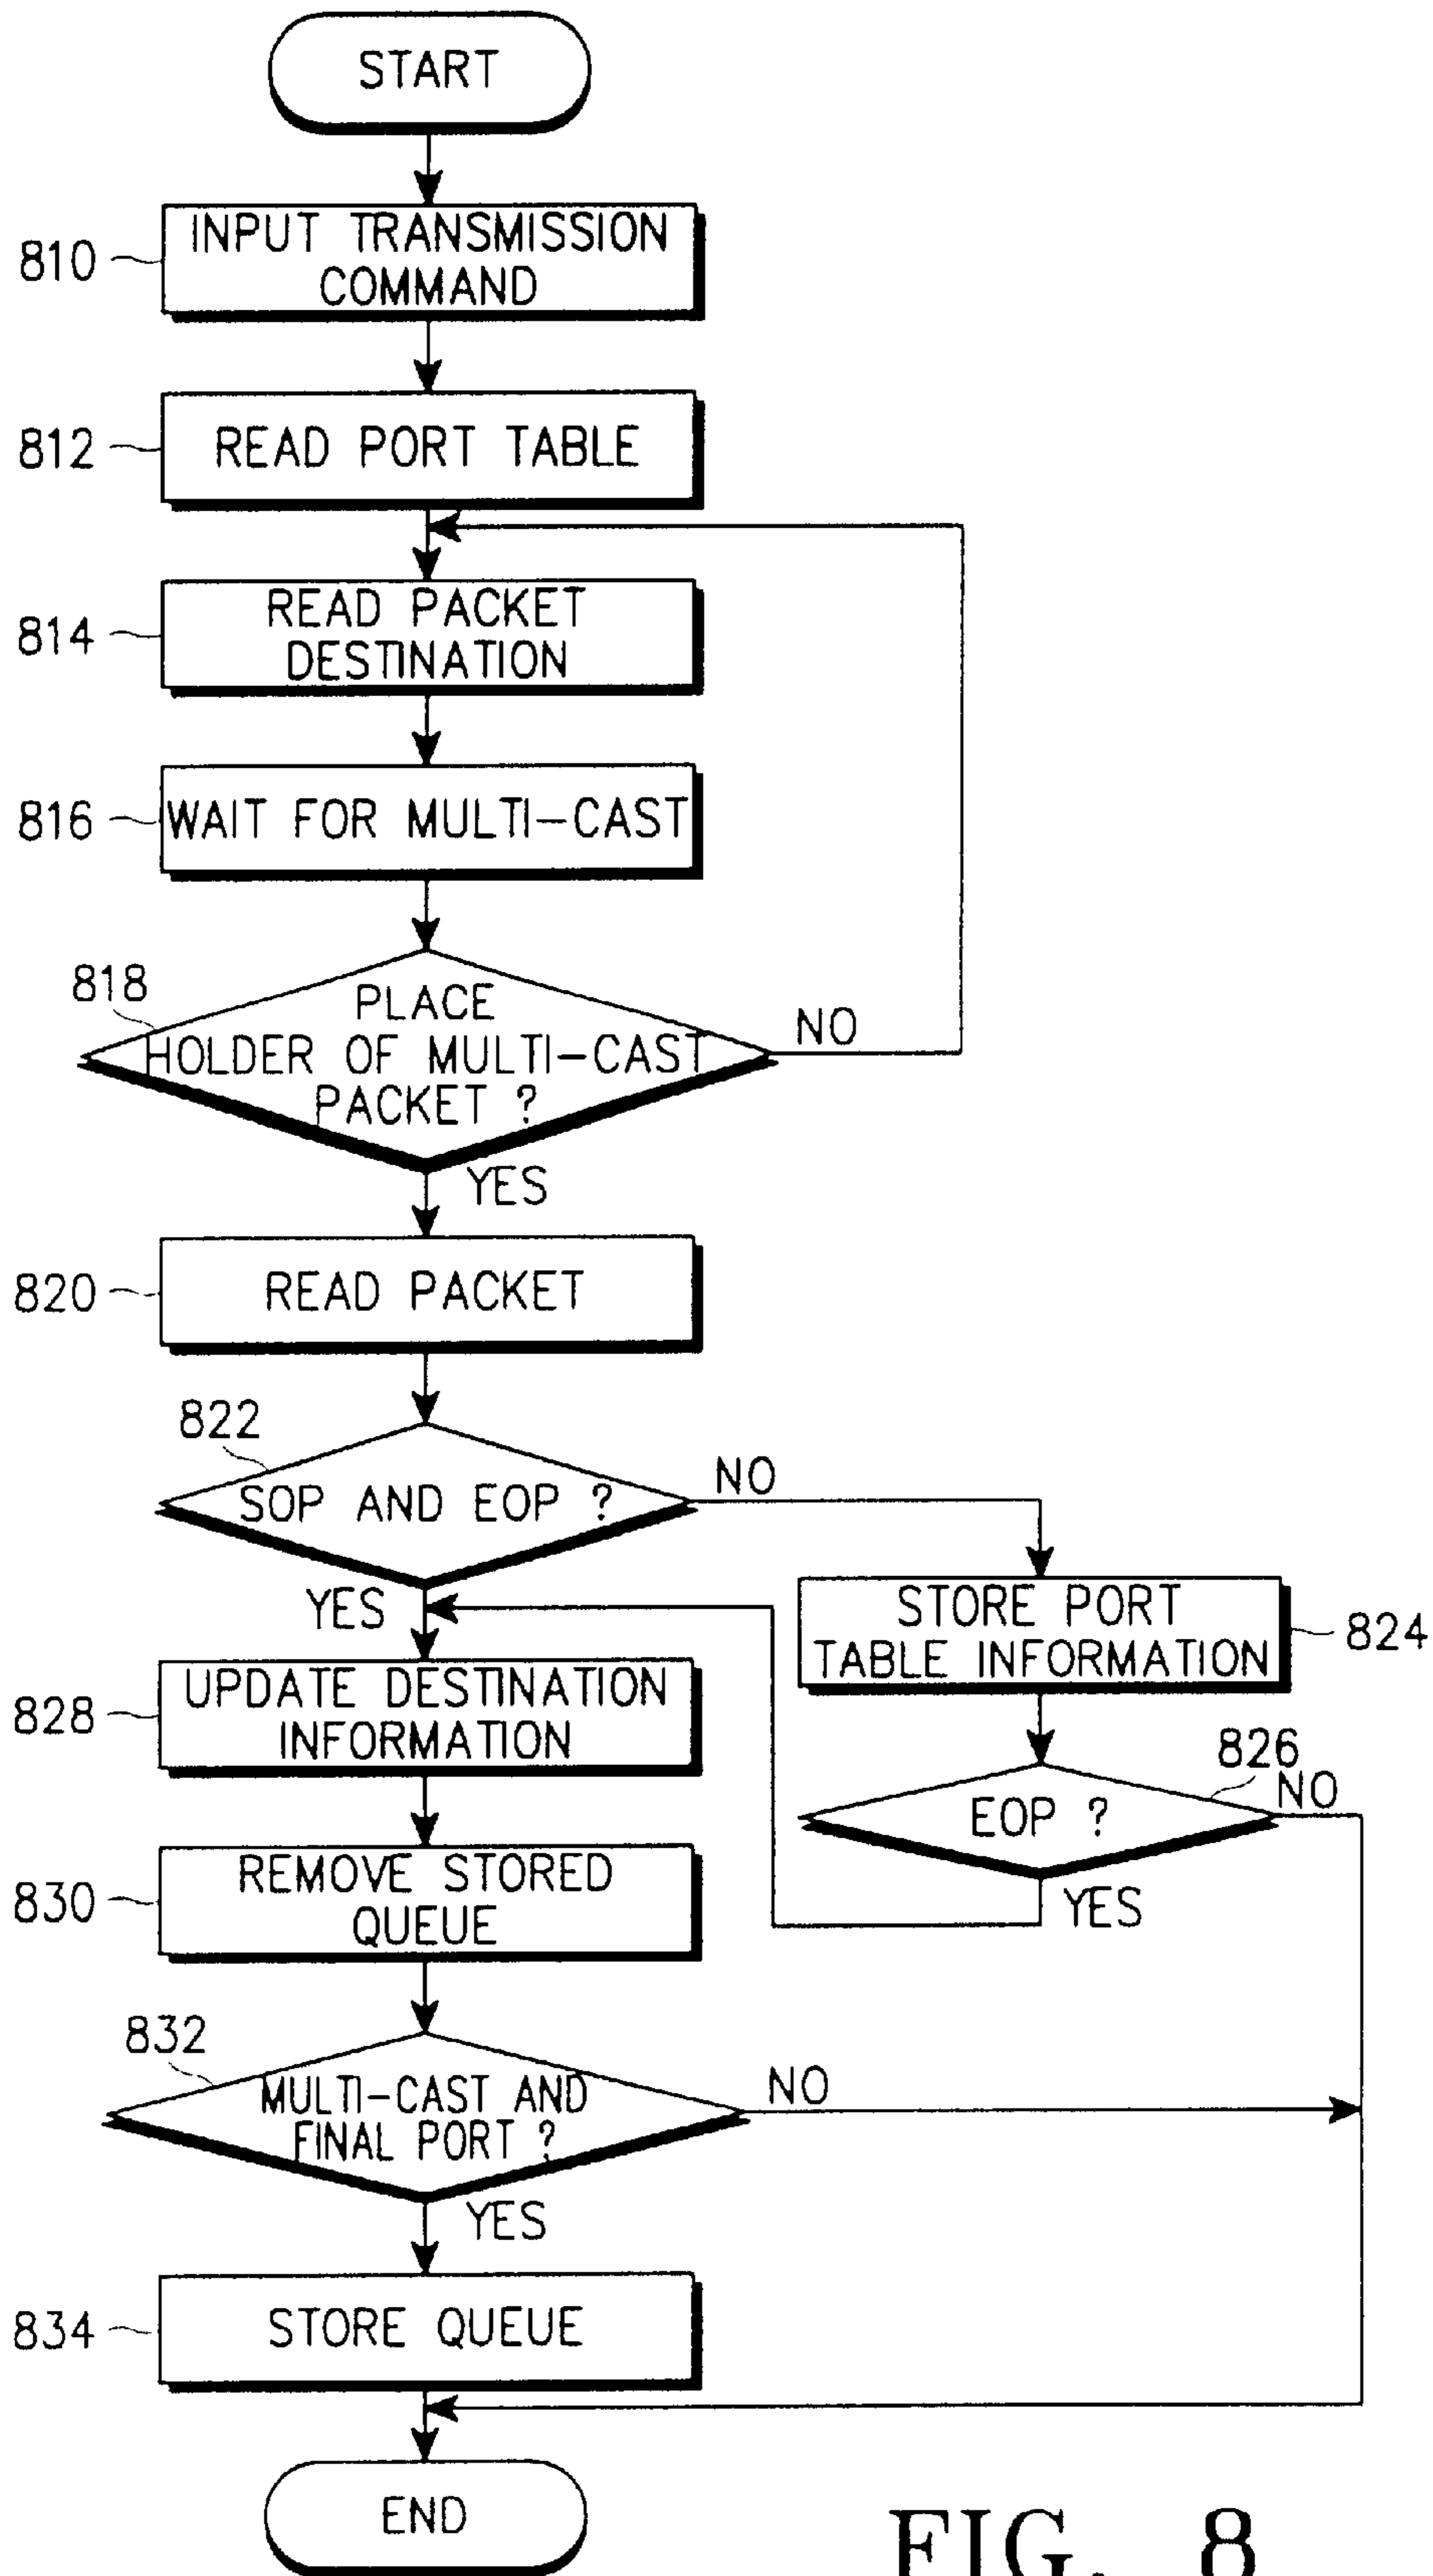 START
810
INPUT TRANSMISSION
COMMAND
812
READ PORT TABLE
814
READ PACKET
DESTINATION
816
WAIT FOR MULTI-CAST
818
PLACE
HOLDER OF MULTI-CAST
PACKET ?
NO
YES
820
READ PACKET
822
SOP AND EOP ?
NO
YES
STORE PORT
TABLE INFORMATION
824
828
UPDATE DESTINATION
INFORMATION
826
EOP ?
NO
YES
830
REMOVE STORED
QUEUE
832
MULTI-CAST AND
FINAL PORT ?
NO
YES
834
STORE QUEUE
END
FIG. 8